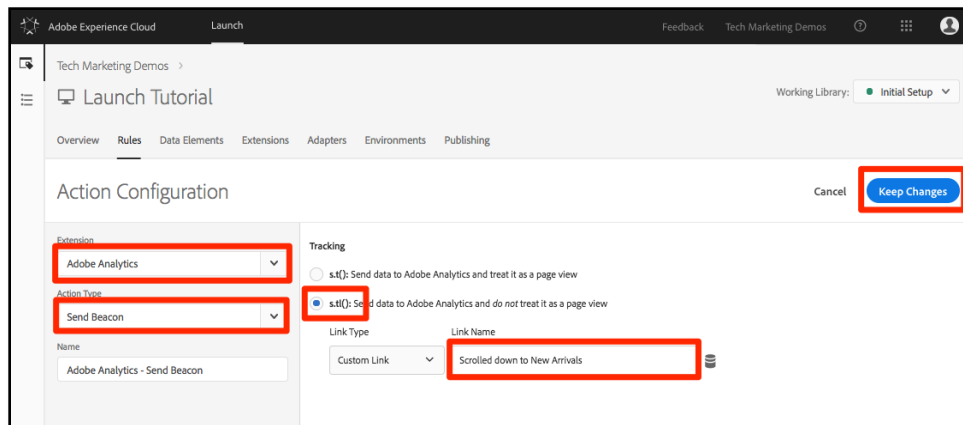 Adobe Experience Cloud Launch Feedback Tech Marketing Demos
Tech Marketing Demos >
Launch Tutorial
Working Library: Initial Setup
Overview Rules Data Elements Extensions Adapters Environments Publishing
Action Configuration
Cancel Keep Changes
Extension
Adobe Analytics
Action Type
Send Beacon
Name
Adobe Analytics - Send Beacon
Tracking
s.t(): Send data to Adobe Analytics and treat it as a page view
s.tl(): Send data to Adobe Analytics and do not treat it as a page view
Link Type Link Name
Custom Link Scrolled down to New Arrivals